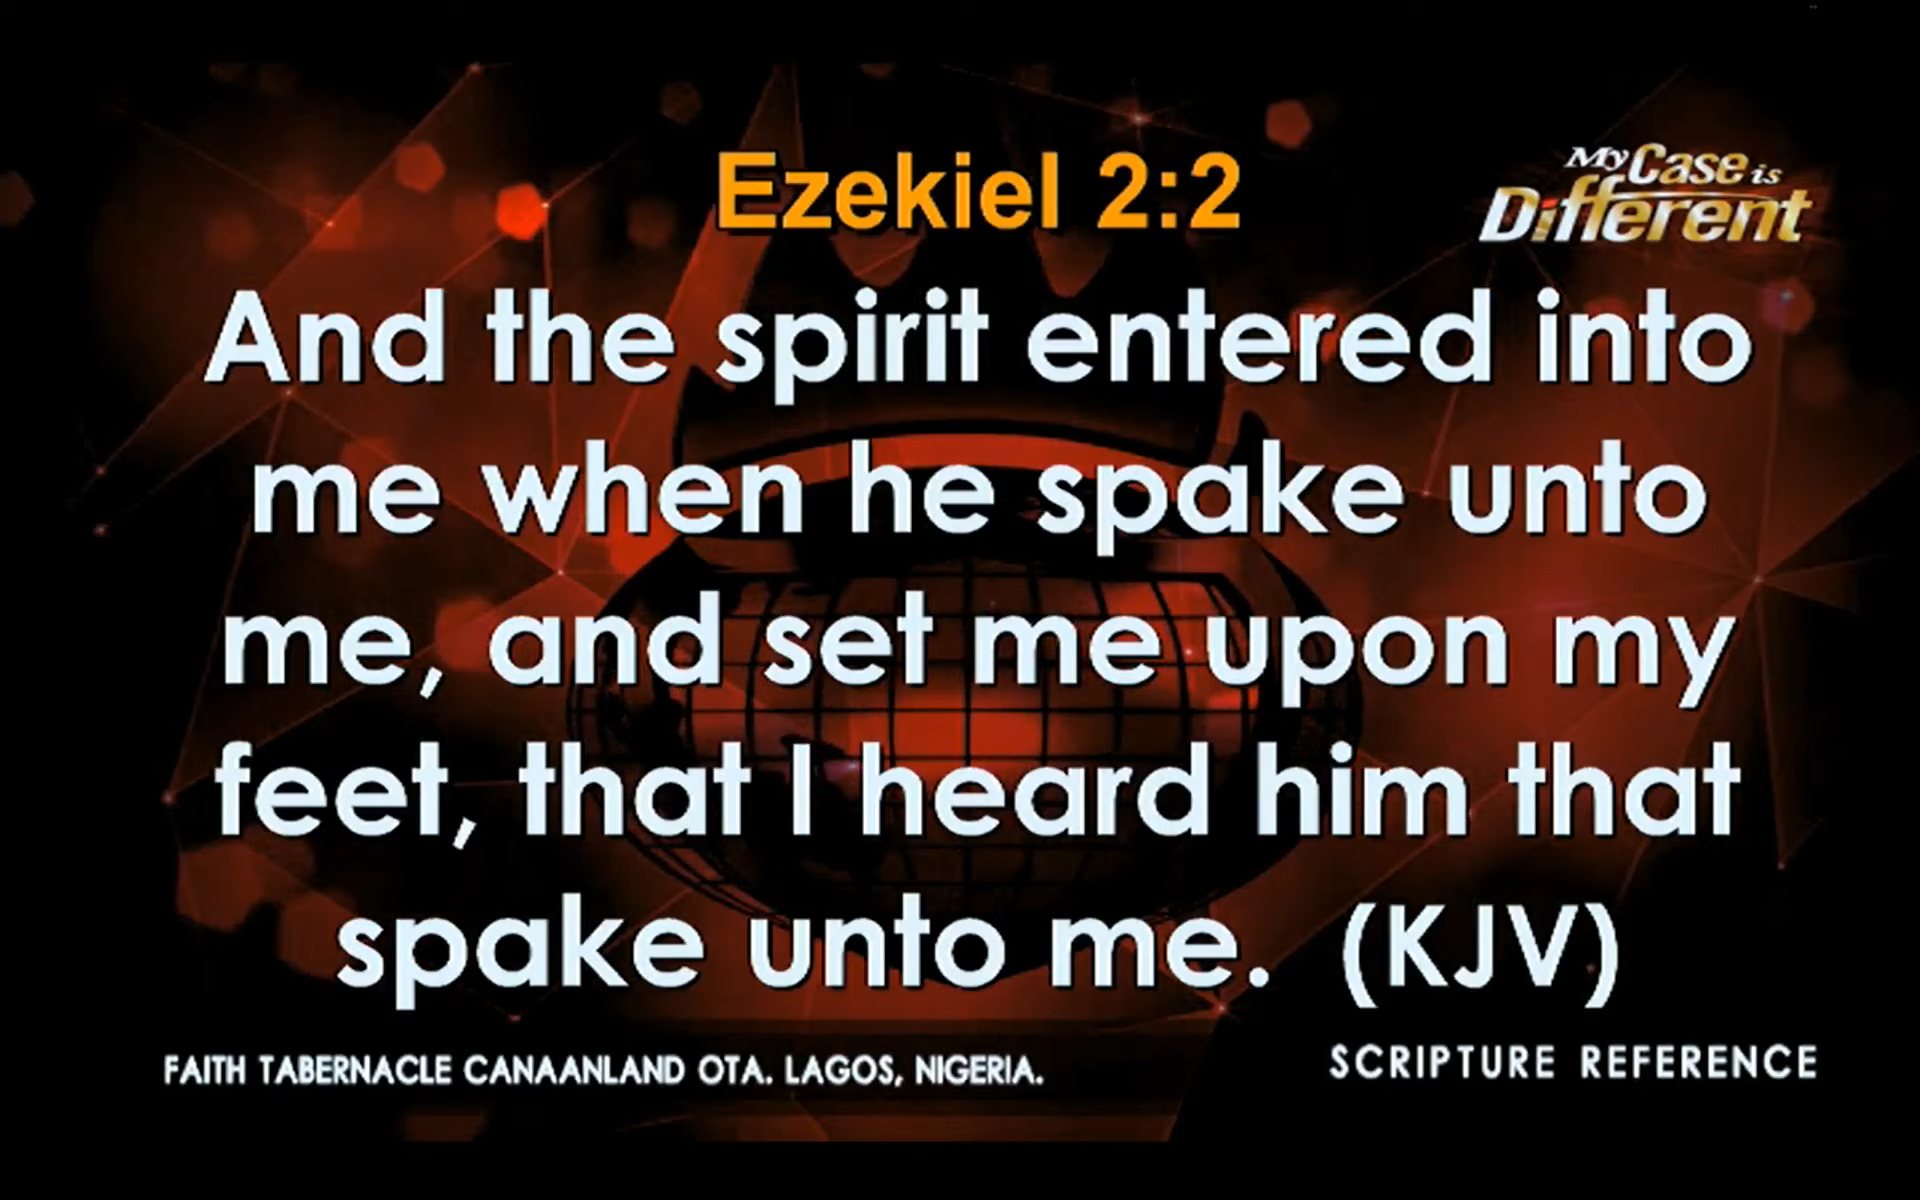 Ezekiel 2:2
My Case is
Different
And the spirit entered into
me when he spake unto
me, and set me upon my
feet, that I heard him that
spake unto me. (KJV)
FAITH TABERNACLE CANAANLAND OTA. LAGOS, NIGERIA.
SCRIPTURE REFERENCE